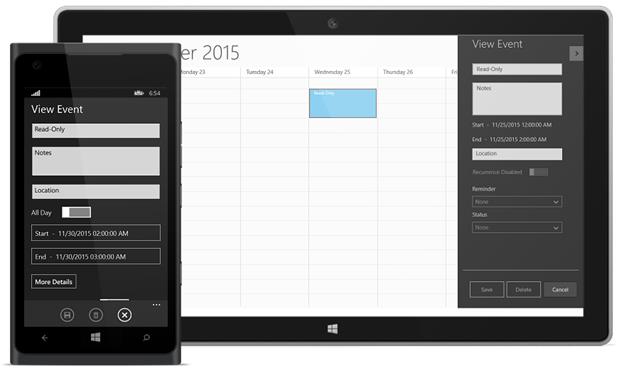 6:54
View Event
Read-Only
Notes
Location
All Day
Start - 11/30/2015 02:00:00 AM
End - 11/30/2015 03:00:00 AM
More Details
er 2015
onday 23
Tuesday 24
Wednesday 25
Thursday 26
Fri
Read-Only
View Event
Read-Only
Notes
Start - 11/25/2015 12:00:00 AM
End - 11/25/2015 2:00:00 AM
Location
Recurrence Disabled
Reminder
None
Status
None
Save
Delete
Cancel